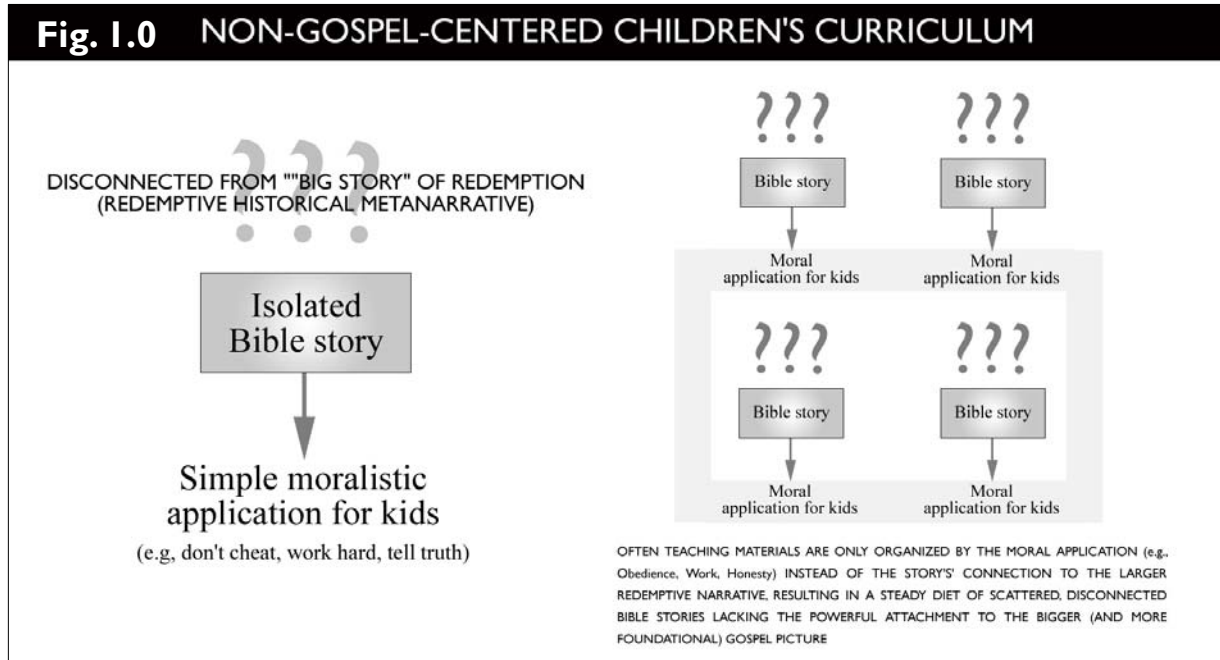 Fig. 1.0 NON-GOSPEL-CENTERED CHILDREN'S CURRICULUM
???
DISCONNECTED FROM ""BIG STORY" OF REDEMPTION
(REDEMPTIVE HISTORICAL METANARRATIVE)
Isolated
Bible story
Simple moralistic
application for kids
(e.g, don't cheat, work hard, tell truth)
??? ???
Bible story Bible story
Moral Moral
application for kids application for kids
??? ???
Bible story Bible story
Moral Moral
application for kids application for kids
OFTEN TEACHING MATERIALS ARE ONLY ORGANIZED BY THE MORAL APPLICATION (e.g.,
Obedience, Work, Honesty) INSTEAD OF THE STORY'S' CONNECTION TO THE LARGER
REDEMPTIVE NARRATIVE, RESULTING IN A STEADY DIET OF SCATTERED, DISCONNECTED
BIBLE STORIES LACKING THE POWERFUL ATTACHMENT TO THE BIGGER (AND MORE
FOUNDATIONAL) GOSPEL PICTURE